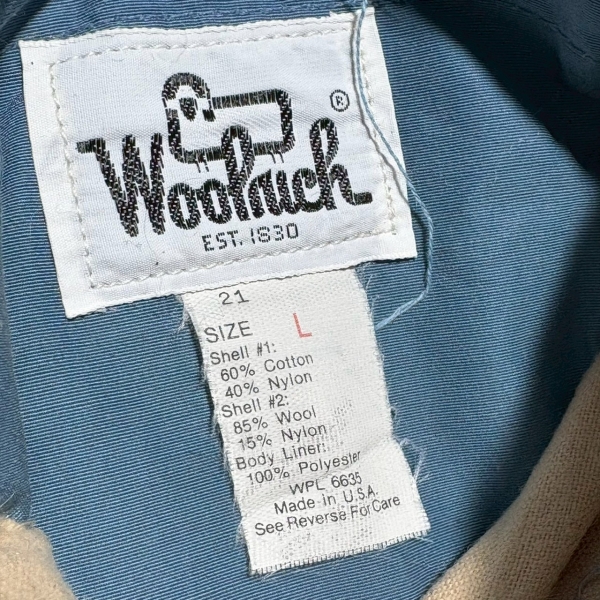 ®
Woolrich
EST. 1830
21
SIZE L
Shell #1:
60% Cotton
40% Nylon
Shell #2:
85% Wool
15% Nylon
Body Liner:
100% Polyester
WPL 6635
Made in U.S.A.
See Reverse For Care